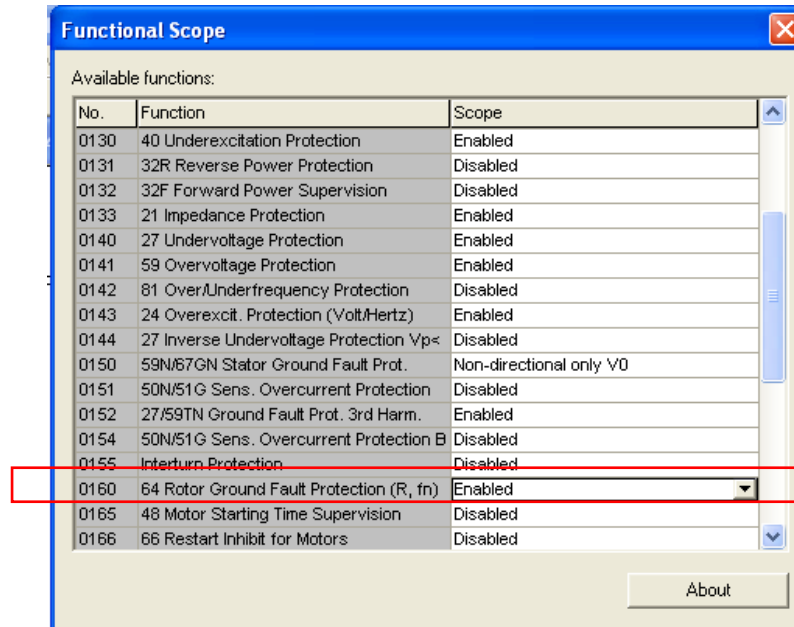 Functional Scope
Available functions:
No. Function Scope
0130 40 Underexcitation Protection Enabled
0131 32R Reverse Power Protection Disabled
0132 32F Forward Power Supervision Disabled
0133 21 Impedance Protection Enabled
0140 27 Undervoltage Protection Enabled
0141 59 Overvoltage Protection Enabled
0142 81 Over/Underfrequency Protection Disabled
0143 24 Overexcit. Protection (Volt/Hertz) Enabled
0144 27 Inverse Undervoltage Protection Vp< Disabled
0150 59N/67GN Stator Ground Fault Prot. Non-directional only V0
0151 50N/51G Sens. Overcurrent Protection Disabled
0152 27/59TN Ground Fault Prot. 3rd Harm. Enabled
0154 50N/51G Sens. Overcurrent Protection B Disabled
0155 Interturn Protection Disabled
0160 64 Rotor Ground Fault Protection (R, fn) Enabled
0165 48 Motor Starting Time Supervision Disabled
0166 66 Restart Inhibit for Motors Disabled
About